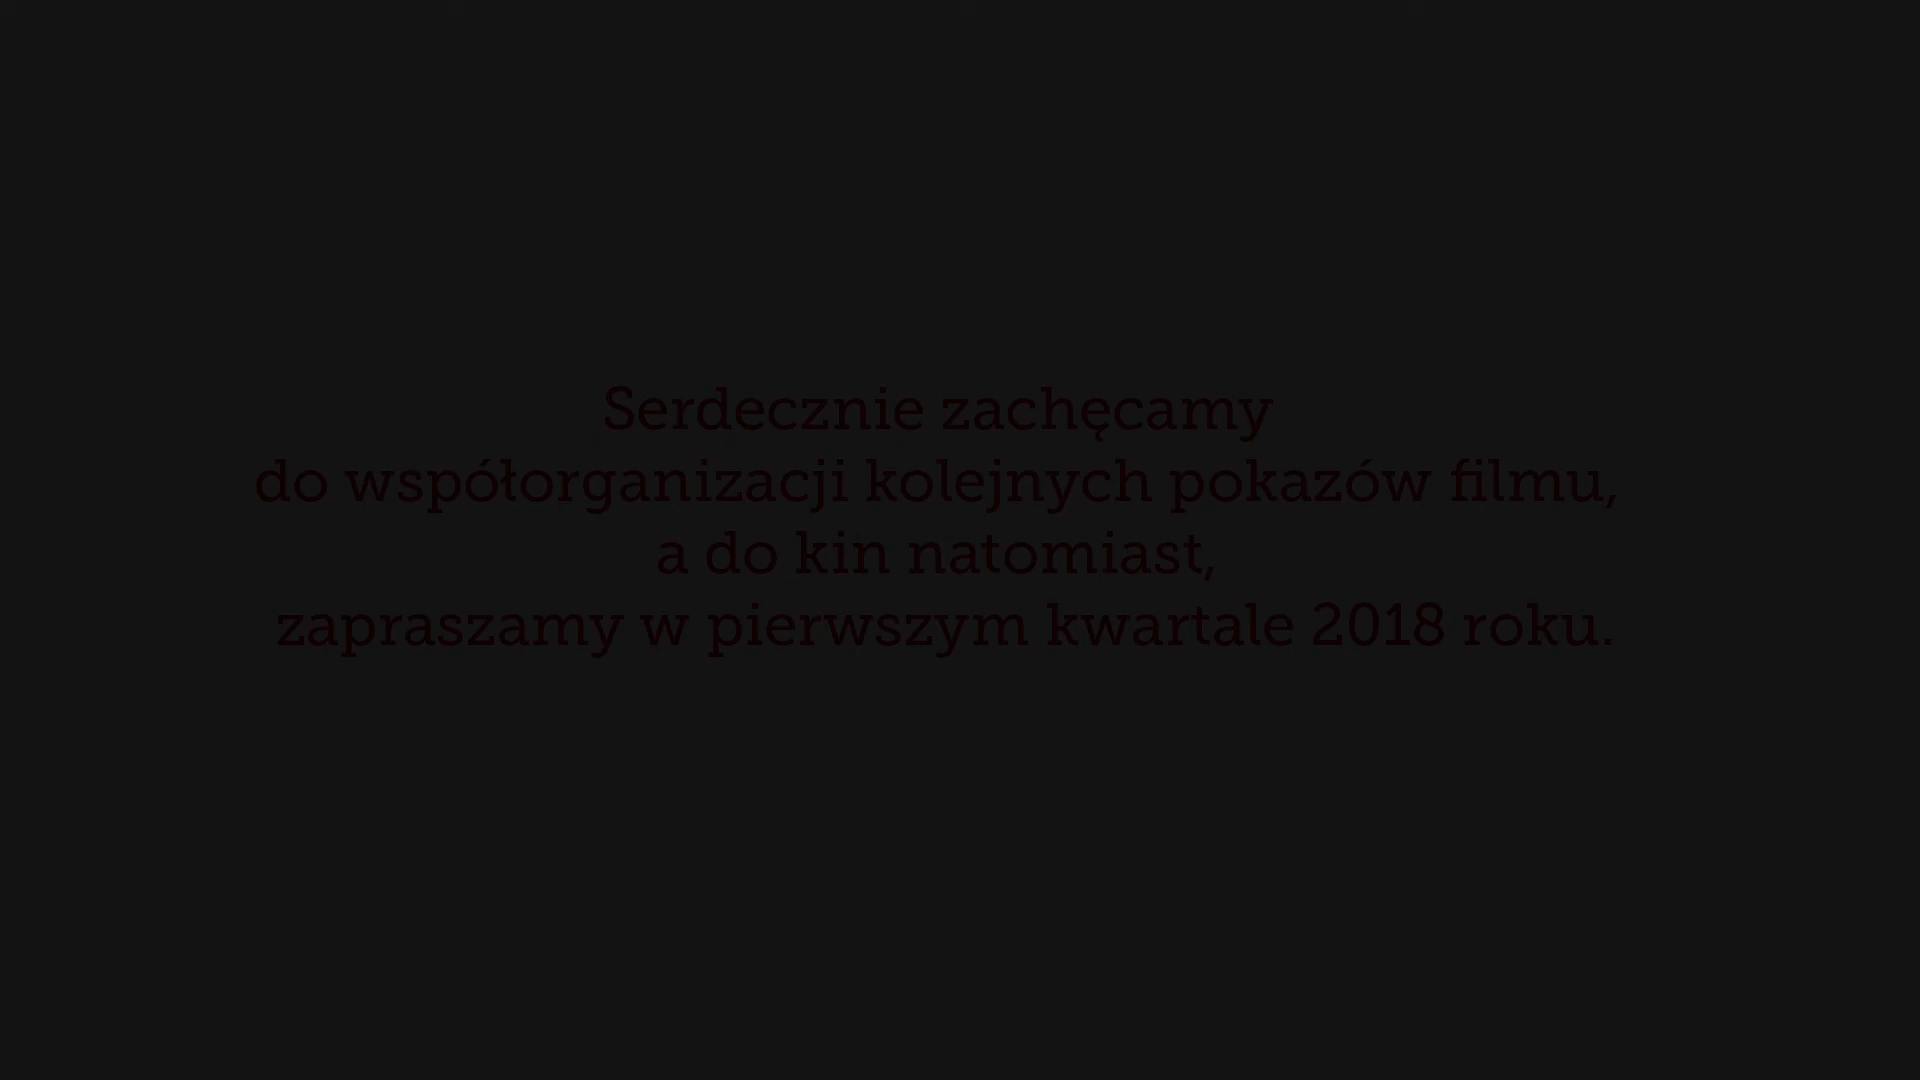 Serdecznie zachęcamy
do współorganizacji kolejnych pokazów filmu,
a do kin natomiast,
zapraszamy w pierwszym kwartale 2018 roku.